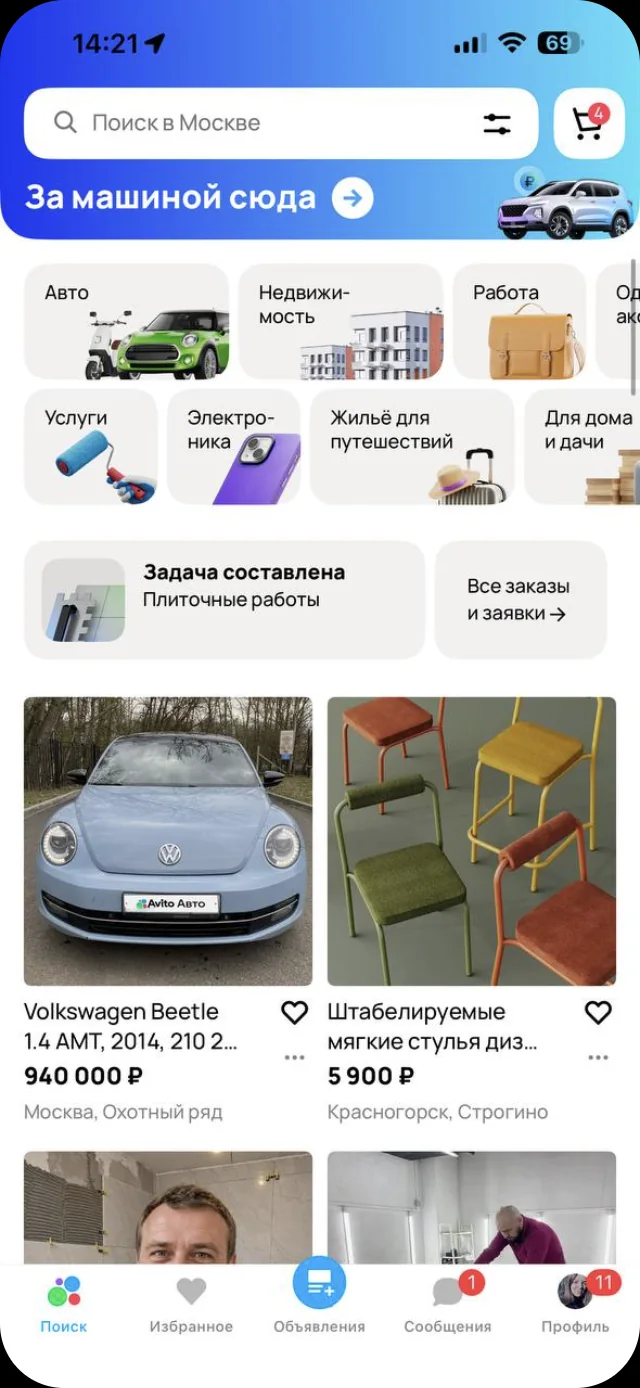 14:21
69
Поиск в Москве
4
За машиной сюда
₽
Авто
Недвижи-
мость
Работа
Од
ак
Услуги
Электро-
ника
Жильё для
путешествий
Для дома
и дачи
Задача составлена
Плиточные работы
Все заказы
и заявки →
Avito Авто
Volkswagen Beetle
1.4 AMT, 2014, 210 2...
940 000 ₽
Москва, Охотный ряд
Штабелируемые
мягкие стулья диз...
5 900 ₽
Красногорск, Строгино
1
11
Поиск
Избранное
Объявления
Сообщения
Профиль